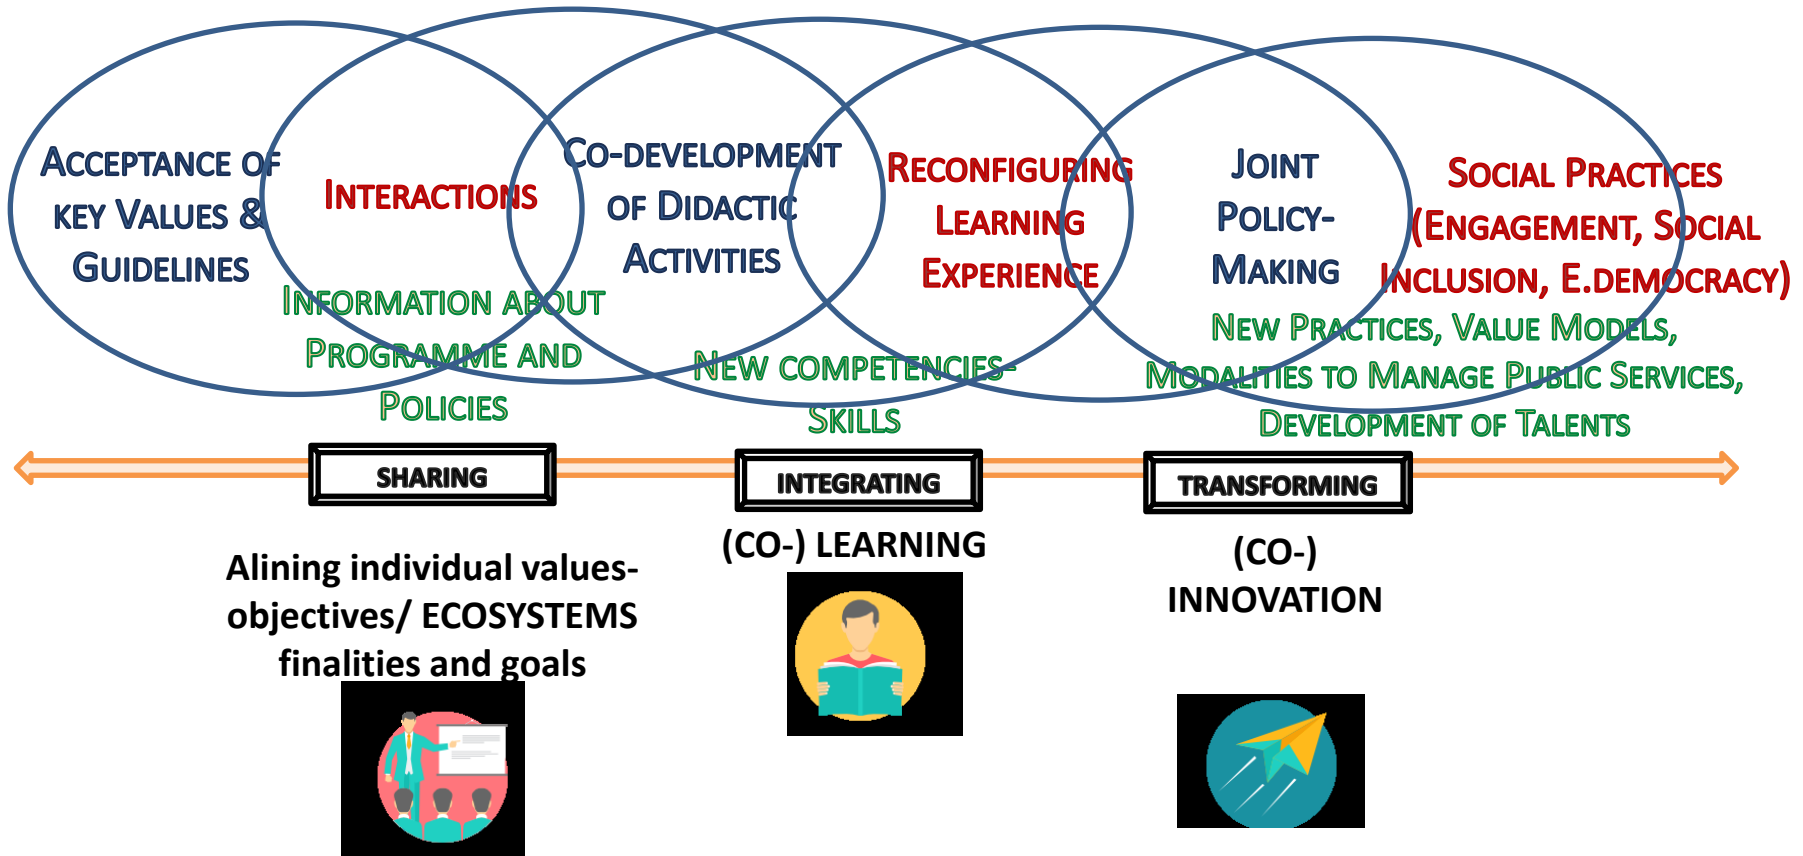 ACCEPTANCE OF
KEY VALUES &
GUIDELINES
INTERACTIONS
CO-DEVELOPMENT
OF DIDACTIC
ACTIVITIES
RECONFIGURING
LEARNING
EXPERIENCE
JOINT
POLICY-
MAKING
SOCIAL PRACTICES
(ENGAGEMENT, SOCIAL
INCLUSION, E.DEMOCRACY)
INFORMATION ABOUT
PROGRAMME AND
POLICIES
NEW COMPETENCIES-
SKILLS
NEW PRACTICES, VALUE MODELS,
MODALITIES TO MANAGE PUBLIC SERVICES,
DEVELOPMENT OF TALENTS
SHARING
INTEGRATING
TRANSFORMING
Alining individual values-
objectives/ ECOSYSTEMS
finalities and goals
(CO-) LEARNING
(CO-)
INNOVATION